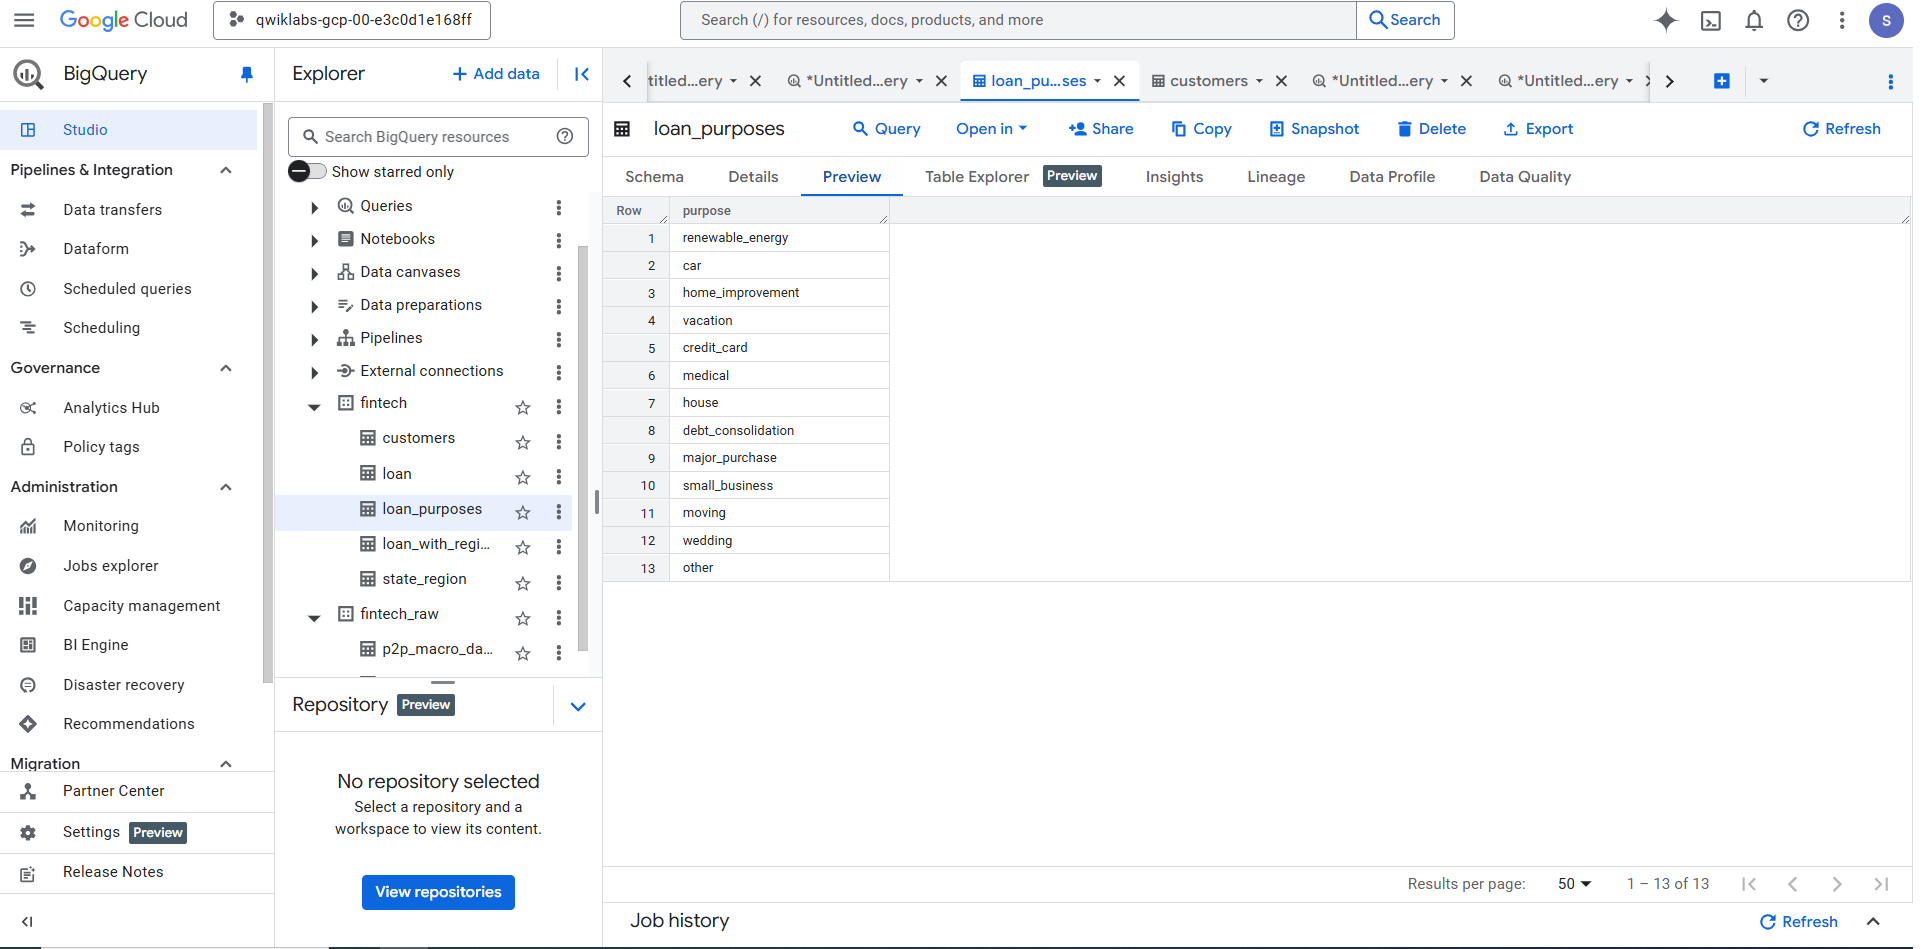 Google Cloud
qwiklabs-gcp-00-e3c0d1e168ff
Search (/) for resources, docs, products, and more
Search
S
BigQuery
Studio
Pipelines & Integration
Data transfers
Dataform
Scheduled queries
Scheduling
Governance
Analytics Hub
Policy tags
Administration
Monitoring
Jobs explorer
Capacity management
BI Engine
Disaster recovery
Recommendations
Migration
Partner Center
Settings Preview
Release Notes
Explorer
+ Add data
Search BigQuery resources
Show starred only
Queries
Notebooks
Data canvases
Data preparations
Pipelines
External connections
fintech
customers
loan
loan_purposes
loan_with_regi...
state_region
fintech_raw
p2p_macro_da...
Repository Preview
No repository selected
Select a repository and a
workspace to view its content.
View repositories
titled...ery
*Untitled...ery
loan_pu...ses
customers
*Untitled...ery
*Untitled...ery
loan_purposes
Query
Open in
Share
Copy
Snapshot
Delete
Export
Refresh
Schema
Details
Preview
Table Explorer Preview
Insights
Lineage
Data Profile
Data Quality
Row purpose
1 renewable_energy
2 car
3 home_improvement
4 vacation
5 credit_card
6 medical
7 house
8 debt_consolidation
9 major_purchase
10 small_business
11 moving
12 wedding
13 other
Results per page: 50 1 – 13 of 13
Job history
Refresh